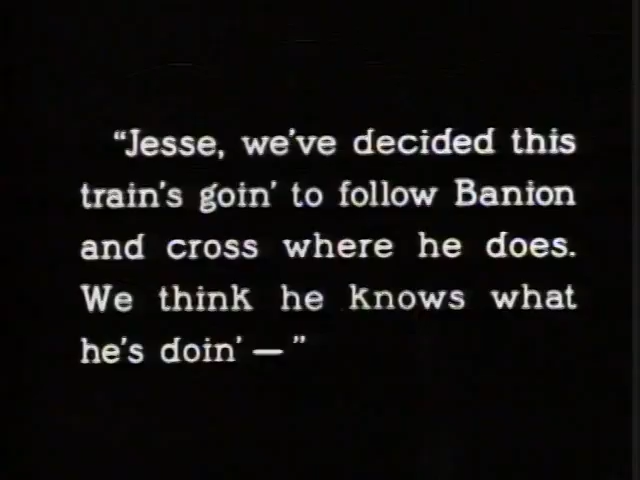 “Jesse, we've decided this
train's goin' to follow Banion
and cross where he does.
We think he knows what
he's doin' — ”